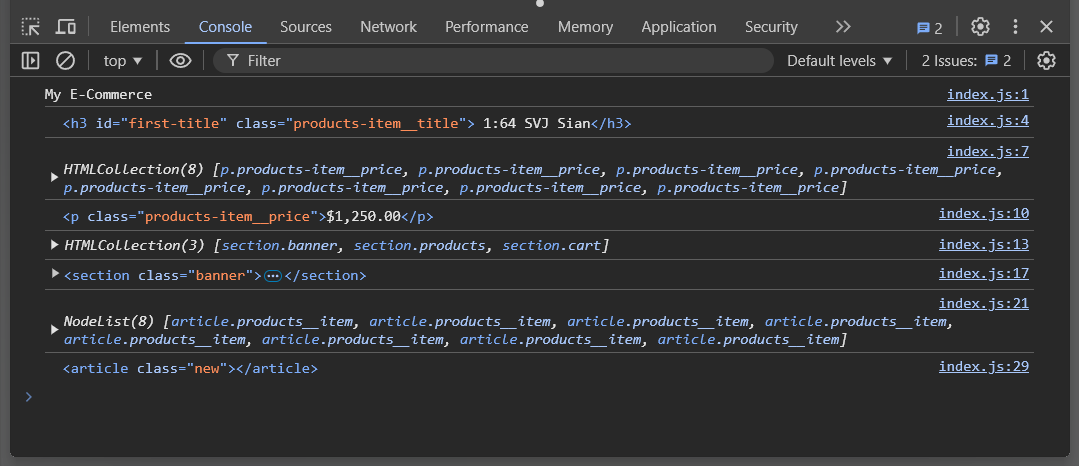 Elements Console Sources Network Performance Memory Application Security 2
top Filter Default levels 2 Issues: 2
My E-Commerce index.js:1
<h3 id="first-title" class="products-item__title"> 1:64 SVJ Sian</h3> index.js:4
index.js:7
HTMLCollection(8) [p.products-item__price, p.products-item__price, p.products-item__price, p.products-item__price,
p.products-item__price, p.products-item__price, p.products-item__price, p.products-item__price]
<p class="products-item__price">$1,250.00</p> index.js:10
HTMLCollection(3) [section.banner, section.products, section.cart] index.js:13
<section class="banner">⋯</section> index.js:17
index.js:21
NodeList(8) [article.products__item, article.products__item, article.products__item, article.products__item,
article.products__item, article.products__item, article.products__item, article.products__item]
<article class="new"></article> index.js:29